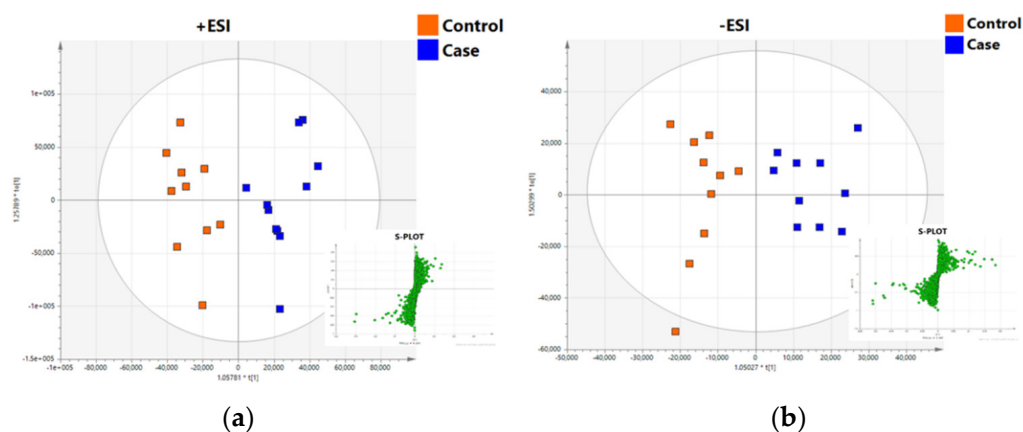 +ESI
Control
Case
1.25789 * to[1]
1e+005
50,000
0
-50,000
-1e+005
-1.5e+005
-1e+005
-80,000
-60,000
-40,000
-20,000
0
20,000
40,000
60,000
80,000
1.05781 * t[1]
S-PLOT
(a)
-ESI
Control
Case
1.50299 * to[1]
40,000
20,000
0
-20,000
-40,000
-60,000
-50,000
-40,000
-30,000
-20,000
-10,000
0
10,000
20,000
30,000
40,000
1.05027 * t[1]
S-PLOT
(b)